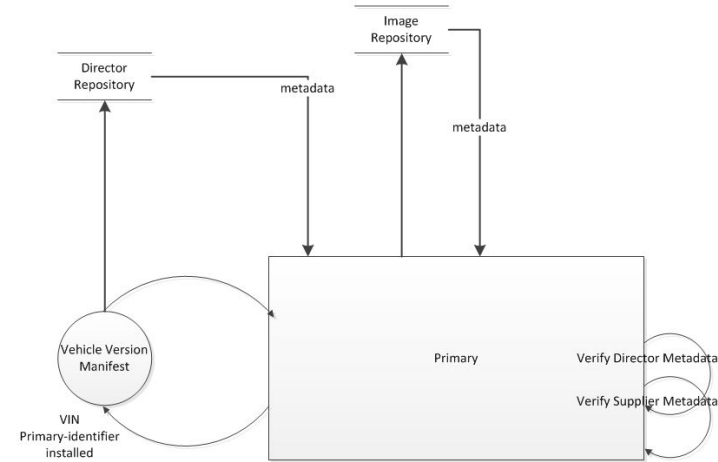 Image
Repository
Director
Repository
metadata
metadata
Vehicle Version
Manifest
Primary
Verify Director Metadata
Verify Supplier Metadata
VIN
Primary-identifier
installed